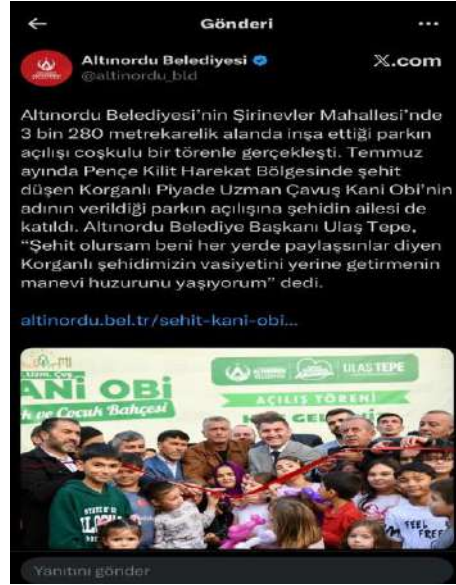 Gönderi
Altınordu Belediyesi
X.com
@altinordu_bld
Altınordu Belediyesi'nin Şirinevler Mahallesi'nde
3 bin 280 metrekarelik alanda inşa ettiği parkın
açılışı coşkulu bir törenle gerçekleşti. Temmuz
ayında Pençe Kilit Harekat Bölgesinde şehit
düşen Korganlı Piyade Uzman Çavuş Kani Obi'nin
adının verildiği parkın açılışına şehidin ailesi de
katıldı. Altınordu Belediye Başkanı Ulaş Tepe,
“Şehit olursam beni her yerde paylaşsınlar diyen
Korganlı şehidimizin vasiyetini yerine getirmenin
manevi huzurunu yaşıyorum” dedi.
altinordu.bel.tr/sehit-kani-obi...
ANİ OBİ
k ve Çocuk Bahçesi
ULAŞ TEPE
AÇILIŞ TÖRENİ
FEEL
FREE
Yanıtını gönder